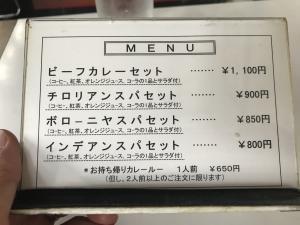 MENU
ビーフカレーセット ‥‥‥ ￥1,100円
(コーヒー、紅茶、オレンジジュース、コーラの1品とサラダ付)
チロリアンスパセット ‥‥‥ ￥900円
(コーヒー、紅茶、オレンジジュース、コーラの1品とサラダ付)
ボローニヤスパセット ‥‥‥ ￥850円
(コーヒー、紅茶、オレンジジュース、コーラの1品とサラダ付)
インデアンスパセット ‥‥‥ ￥800円
(コーヒー、紅茶、オレンジジュース、コーラの1品とサラダ付)
*お持ち帰りカレールー 1人前 ￥650円
(但し、2人前以上のご注文に限ります)